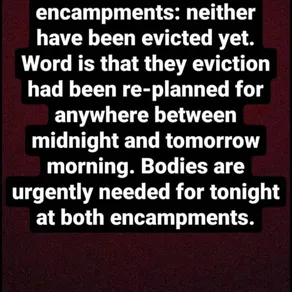 encampments: neither
have been evicted yet.
Word is that they eviction
had been re-planned for
anywhere between
midnight and tomorrow
morning. Bodies are
urgently needed for tonight
at both encampments.